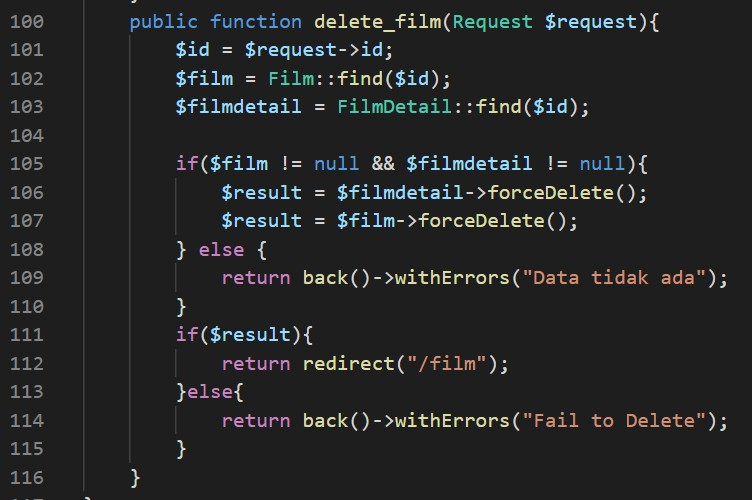 100 public function delete_film(Request $request){
101 $id = $request->id;
102 $film = Film::find($id);
103 $filmdetail = FilmDetail::find($id);
104
105 if($film != null && $filmdetail != null){
106 $result = $filmdetail->forceDelete();
107 $result = $film->forceDelete();
108 } else {
109 return back()->withErrors("Data tidak ada");
110 }
111 if($result){
112 return redirect("/film");
113 }else{
114 return back()->withErrors("Fail to Delete");
115 }
116 }